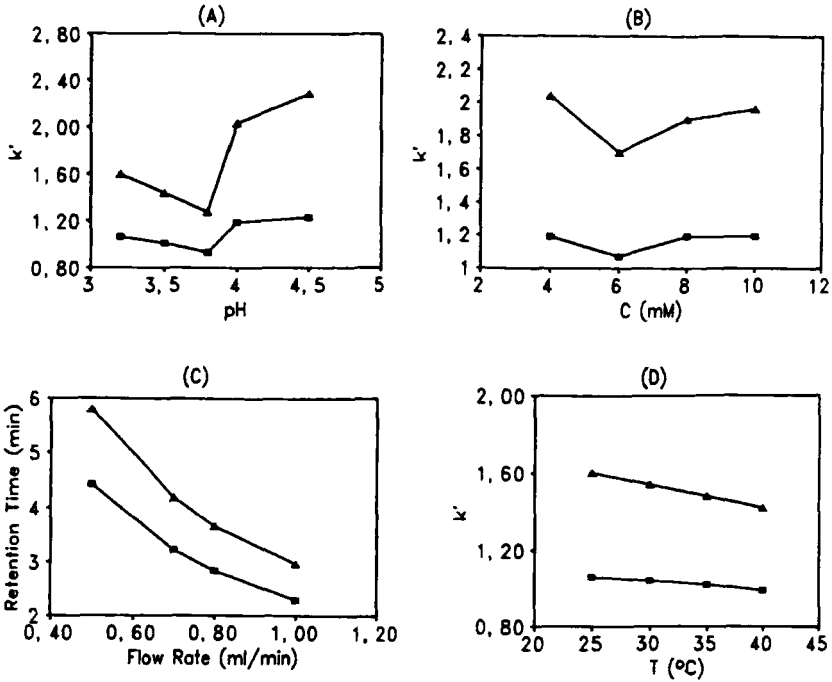 (A)
2,80
2,40
2,00
1,60
1,20
0,80
k'
3 3,5 4 4,5 5
pH
(B)
2,4
2,2
2
1,8
1,6
1,4
1,2
1
k'
2 4 6 8 10 12
C (mM)
(C)
6
5
4
3
2
Retention Time (min)
0,40 0,60 0,80 1,00 1,20
Flow Rate (ml/min)
(D)
2,00
1,60
1,20
0,80
k'
20 25 30 35 40 45
T (ºC)